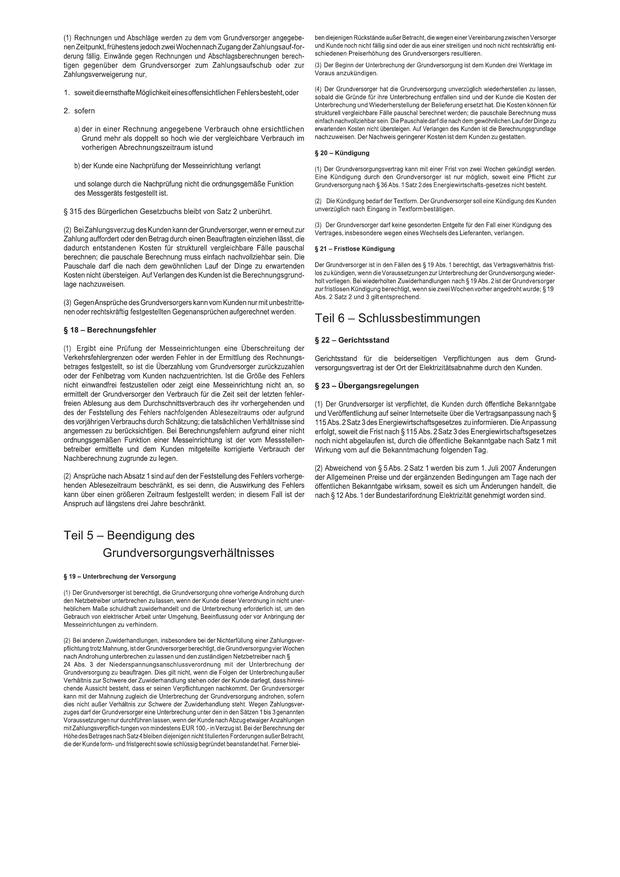 (1) Rechnungen und Abschläge werden zu dem vom Grundversorger angegebe-
nen Zeitpunkt, frühestens jedoch zwei Wochen nach Zugang der Zahlungsauf-for-
derung fällig. Einwände gegen Rechnungen und Abschlagsberechnungen berech-
tigen gegenüber dem Grundversorger zum Zahlungsaufschub oder zur
Zahlungsverweigerung nur,
1. soweit die ernsthafte Möglichkeit eines offensichtlichen Fehlers besteht, oder
2. sofern
a) der in einer Rechnung angegebene Verbrauch ohne ersichtlichen
Grund mehr als doppelt so hoch wie der vergleichbare Verbrauch im
vorherigen Abrechnungszeitraum ist und
b) der Kunde eine Nachprüfung der Messeinrichtung verlangt
und solange durch die Nachprüfung nicht die ordnungsgemäße Funktion
des Messgeräts festgestellt ist.
§ 315 des Bürgerlichen Gesetzbuchs bleibt von Satz 2 unberührt.
(2) Bei Zahlungsverzug des Kunden kann der Grundversorger, wenn er erneut zur
Zahlung auffordert oder den Betrag durch einen Beauftragten einziehen lässt, die
dadurch entstandenen Kosten für strukturell vergleichbare Fälle pauschal
berechnen; die pauschale Berechnung muss einfach nachvollziehbar sein. Die
Pauschale darf die nach dem gewöhnlichen Lauf der Dinge zu erwartenden
Kosten nicht übersteigen. Auf Verlangen des Kunden ist die Berechnungsgrund-
lage nachzuweisen.
(3) Gegen Ansprüche des Grundversorgers kann vom Kunden nur mit unbestritte-
nen oder rechtskräftig festgestellten Gegenansprüchen aufgerechnet werden.
§ 18 – Berechnungsfehler
(1) Ergibt eine Prüfung der Messeinrichtungen eine Überschreitung der
Verkehrsfehlergrenzen oder werden Fehler in der Ermittlung des Rechnungs-
betrages festgestellt, so ist die Überzahlung vom Grundversorger zurückzuzahlen
oder der Fehlbetrag vom Kunden nachzuentrichten. Ist die Größe des Fehlers
nicht einwandfrei festzustellen oder zeigt eine Messeinrichtung nicht an, so
ermittelt der Grundversorger den Verbrauch für die Zeit seit der letzten fehler-
freien Ablesung aus dem Durchschnittsverbrauch des ihr vorhergehenden und
des der Feststellung des Fehlers nachfolgenden Ablesezeitraums oder aufgrund
des vorjährigen Verbrauchs durch Schätzung; die tatsächlichen Verhältnisse sind
angemessen zu berücksichtigen. Bei Berechnungsfehlern aufgrund einer nicht
ordnungsgemäßen Funktion einer Messeinrichtung ist der vom Messstellen-
betreiber ermittelte und dem Kunden mitgeteilte korrigierte Verbrauch der
Nachberechnung zugrunde zu legen.
(2) Ansprüche nach Absatz 1 sind auf den der Feststellung des Fehlers vorherge-
henden Ablesezeitraum beschränkt, es sei denn, die Auswirkung des Fehlers
kann über einen größeren Zeitraum festgestellt werden; in diesem Fall ist der
Anspruch auf längstens drei Jahre beschränkt.
Teil 5 – Beendigung des
Grundversorgungsverhältnisses
§ 19 – Unterbrechung der Versorgung
(1) Der Grundversorger ist berechtigt, die Grundversorgung ohne vorherige Androhung durch
den Netzbetreiber unterbrechen zu lassen, wenn der Kunde dieser Verordnung in nicht uner-
heblichem Maße schuldhaft zuwiderhandelt und die Unterbrechung erforderlich ist, um den
Gebrauch von elektrischer Arbeit unter Umgehung, Beeinflussung oder vor Anbringung der
Messeinrichtungen zu verhindern.
(2) Bei anderen Zuwiderhandlungen, insbesondere bei der Nichterfüllung einer Zahlungsver-
pflichtung trotz Mahnung, ist der Grundversorger berechtigt, die Grundversorgung vier Wochen
nach Androhung unterbrechen zu lassen und den zuständigen Netzbetreiber nach §
24 Abs. 3 der Niederspannungsanschlussverordnung mit der Unterbrechung der
Grundversorgung zu beauftragen. Dies gilt nicht, wenn die Folgen der Unterbrechung außer
Verhältnis zur Schwere der Zuwiderhandlung stehen oder der Kunde darlegt, dass hinrei-
chende Aussicht besteht, dass er seinen Verpflichtungen nachkommt. Der Grundversorger
kann mit der Mahnung zugleich die Unterbrechung der Grundversorgung androhen, sofern
dies nicht außer Verhältnis zur Schwere der Zuwiderhandlung steht. Wegen Zahlungsver-
zuges darf der Grundversorger eine Unterbrechung unter den in den Sätzen 1 bis 3 genannten
Voraussetzungen nur durchführen lassen, wenn der Kunde nach Abzug etwaiger Anzahlungen
mit Zahlungsverpflich-tungen von mindestens EUR 100,- in Verzug ist. Bei der Berechnung der
Höhe des Betrages nach Satz 4 bleiben diejenigen nicht titulierten Forderungen außer Betracht,
die der Kunde form- und fristgerecht sowie schlüssig begründet beanstandet hat. Ferner blei-
ben diejenigen Rückstände außer Betracht, die wegen einer Vereinbarung zwischen Versorger
und Kunde noch nicht fällig sind oder die aus einer streitigen und noch nicht rechtskräftig ent-
schiedenen Preiserhöhung des Grundversorgers resultieren.
(3) Der Beginn der Unterbrechung der Grundversorgung ist dem Kunden drei Werktage im
Voraus anzukündigen.
(4) Der Grundversorger hat die Grundversorgung unverzüglich wiederherstellen zu lassen,
sobald die Gründe für ihre Unterbrechung entfallen sind und der Kunde die Kosten der
Unterbrechung und Wiederherstellung der Belieferung ersetzt hat. Die Kosten können für
strukturell vergleichbare Fälle pauschal berechnet werden; die pauschale Berechnung muss
einfach nachvollziehbar sein. Die Pauschale darf die nach dem gewöhnlichen Lauf der Dinge zu
erwartenden Kosten nicht übersteigen. Auf Verlangen des Kunden ist die Berechnungsgrundlage
nachzuweisen. Der Nachweis geringerer Kosten ist dem Kunden zu gestatten.
§ 20 – Kündigung
(1) Der Grundversorgungsvertrag kann mit einer Frist von zwei Wochen gekündigt werden.
Eine Kündigung durch den Grundversorger ist nur möglich, soweit eine Pflicht zur
Grundversorgung nach § 36 Abs. 1 Satz 2 des Energiewirtschafts-gesetzes nicht besteht.
(2) Die Kündigung bedarf der Textform. Der Grundversorger soll eine Kündigung des Kunden
unverzüglich nach Eingang in Textform bestätigen.
(3) Der Grundversorger darf keine gesonderten Entgelte für den Fall einer Kündigung des
Vertrages, insbesondere wegen eines Wechsels des Lieferanten, verlangen.
§ 21 – Fristlose Kündigung
Der Grundversorger ist in den Fällen des § 19 Abs. 1 berechtigt, das Vertragsverhältnis frist-
los zu kündigen, wenn die Voraussetzungen zur Unterbrechung der Grundversorgung wieder-
holt vorliegen. Bei wiederholten Zuwiderhandlungen nach § 19 Abs. 2 ist der Grundversorger
zur fristlosen Kündigung berechtigt, wenn sie zwei Wochen vorher angedroht wurde; § 19
Abs. 2 Satz 2 und 3 gilt entsprechend.
Teil 6 – Schlussbestimmungen
§ 22 – Gerichtsstand
Gerichtsstand für die beiderseitigen Verpflichtungen aus dem Grund-
versorgungsvertrag ist der Ort der Elektrizitätsabnahme durch den Kunden.
§ 23 – Übergangsregelungen
(1) Der Grundversorger ist verpflichtet, die Kunden durch öffentliche Bekanntgabe
und Veröffentlichung auf seiner Internetseite über die Vertragsanpassung nach §
115 Abs. 2 Satz 3 des Energiewirtschaftsgesetzes zu informieren. Die Anpassung
erfolgt, soweit die Frist nach § 115 Abs. 2 Satz 3 des Energiewirtschaftsgesetzes
noch nicht abgelaufen ist, durch die öffentliche Bekanntgabe nach Satz 1 mit
Wirkung vom auf die Bekanntmachung folgenden Tag.
(2) Abweichend von § 5 Abs. 2 Satz 1 werden bis zum 1. Juli 2007 Änderungen
der Allgemeinen Preise und der ergänzenden Bedingungen am Tage nach der
öffentlichen Bekanntgabe wirksam, soweit es sich um Änderungen handelt, die
nach § 12 Abs. 1 der Bundestarifordnung Elektrizität genehmigt worden sind.